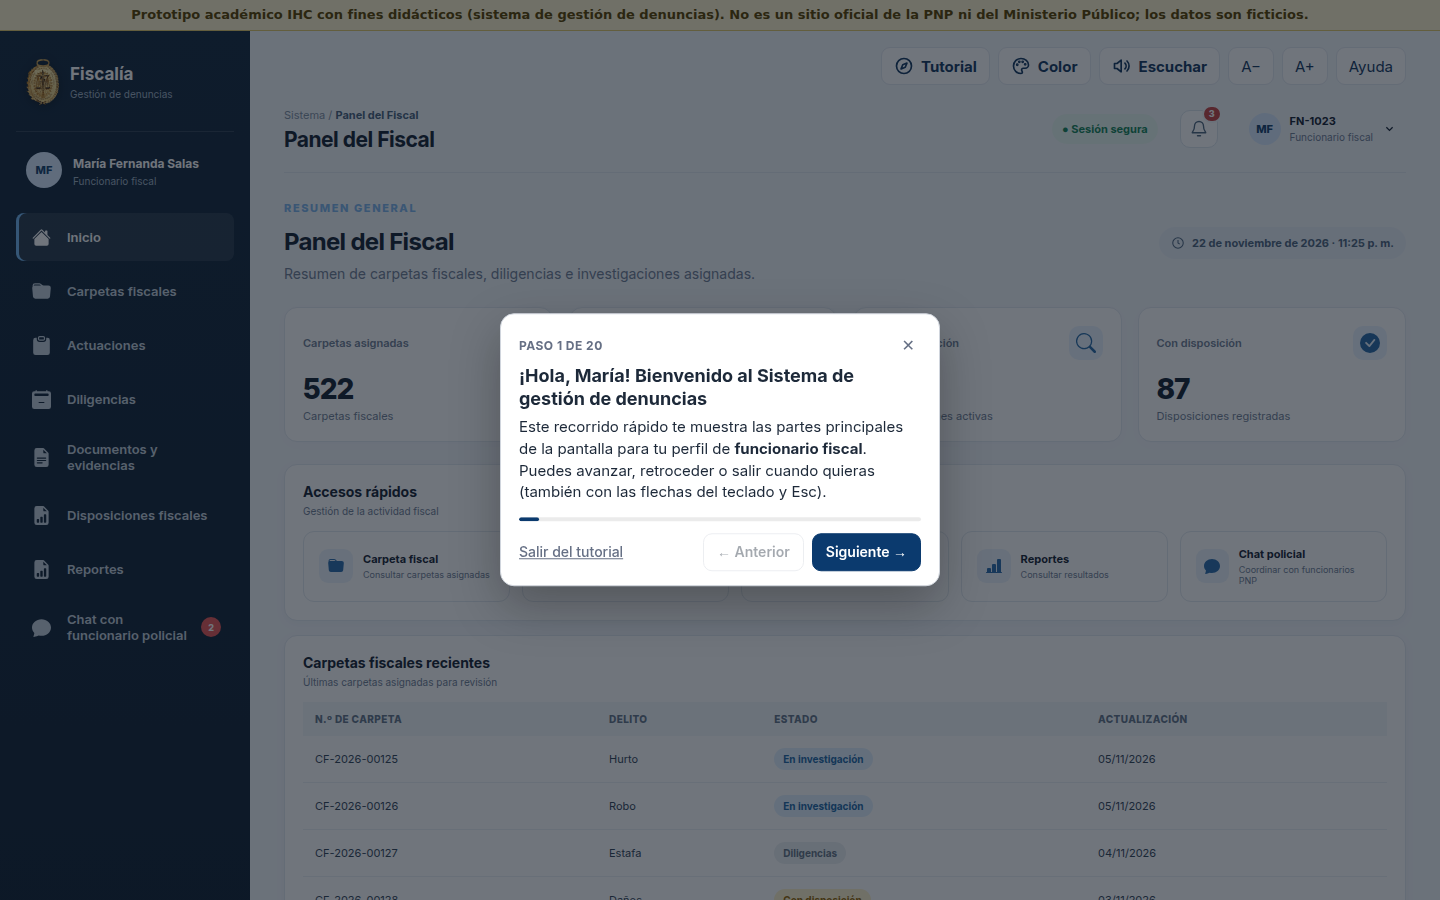 Prototipo académico IHC con fines didácticos (sistema de gestión de denuncias). No es un sitio oficial de la PNP ni del Ministerio Público; los datos son ficticios.
Fiscalía
Gestión de denuncias
MF
María Fernanda Salas
Funcionario fiscal
Inicio
Carpetas fiscales
Actuaciones
Diligencias
Documentos y
evidencias
Disposiciones fiscales
Reportes
Chat con
funcionario policial
2
Tutorial
Color
Escuchar
A−
A+
Ayuda
Sistema / Panel del Fiscal
Panel del Fiscal
● Sesión segura
3
MF
FN-1023
Funcionario fiscal
RESUMEN GENERAL
Panel del Fiscal
Resumen de carpetas fiscales, diligencias e investigaciones asignadas.
22 de noviembre de 2026 · 11:25 p. m.
Carpetas asignadas
522
Carpetas fiscales
Con disposición
87
Disposiciones registradas
PASO 1 DE 20
✕
¡Hola, María! Bienvenido al Sistema de
gestión de denuncias
Este recorrido rápido te muestra las partes principales
de la pantalla para tu perfil de funcionario fiscal.
Puedes avanzar, retroceder o salir cuando quieras
(también con las flechas del teclado y Esc).
Salir del tutorial
← Anterior
Siguiente →
Accesos rápidos
Gestión de la actividad fiscal
Carpeta fiscal
Consultar carpetas asignadas
Reportes
Consultar resultados
Chat policial
Coordinar con funcionarios
PNP
Carpetas fiscales recientes
Últimas carpetas asignadas para revisión
N.º DE CARPETA DELITO ESTADO ACTUALIZACIÓN
CF-2026-00125 Hurto En investigación 05/11/2026
CF-2026-00126 Robo En investigación 05/11/2026
CF-2026-00127 Estafa Diligencias 04/11/2026